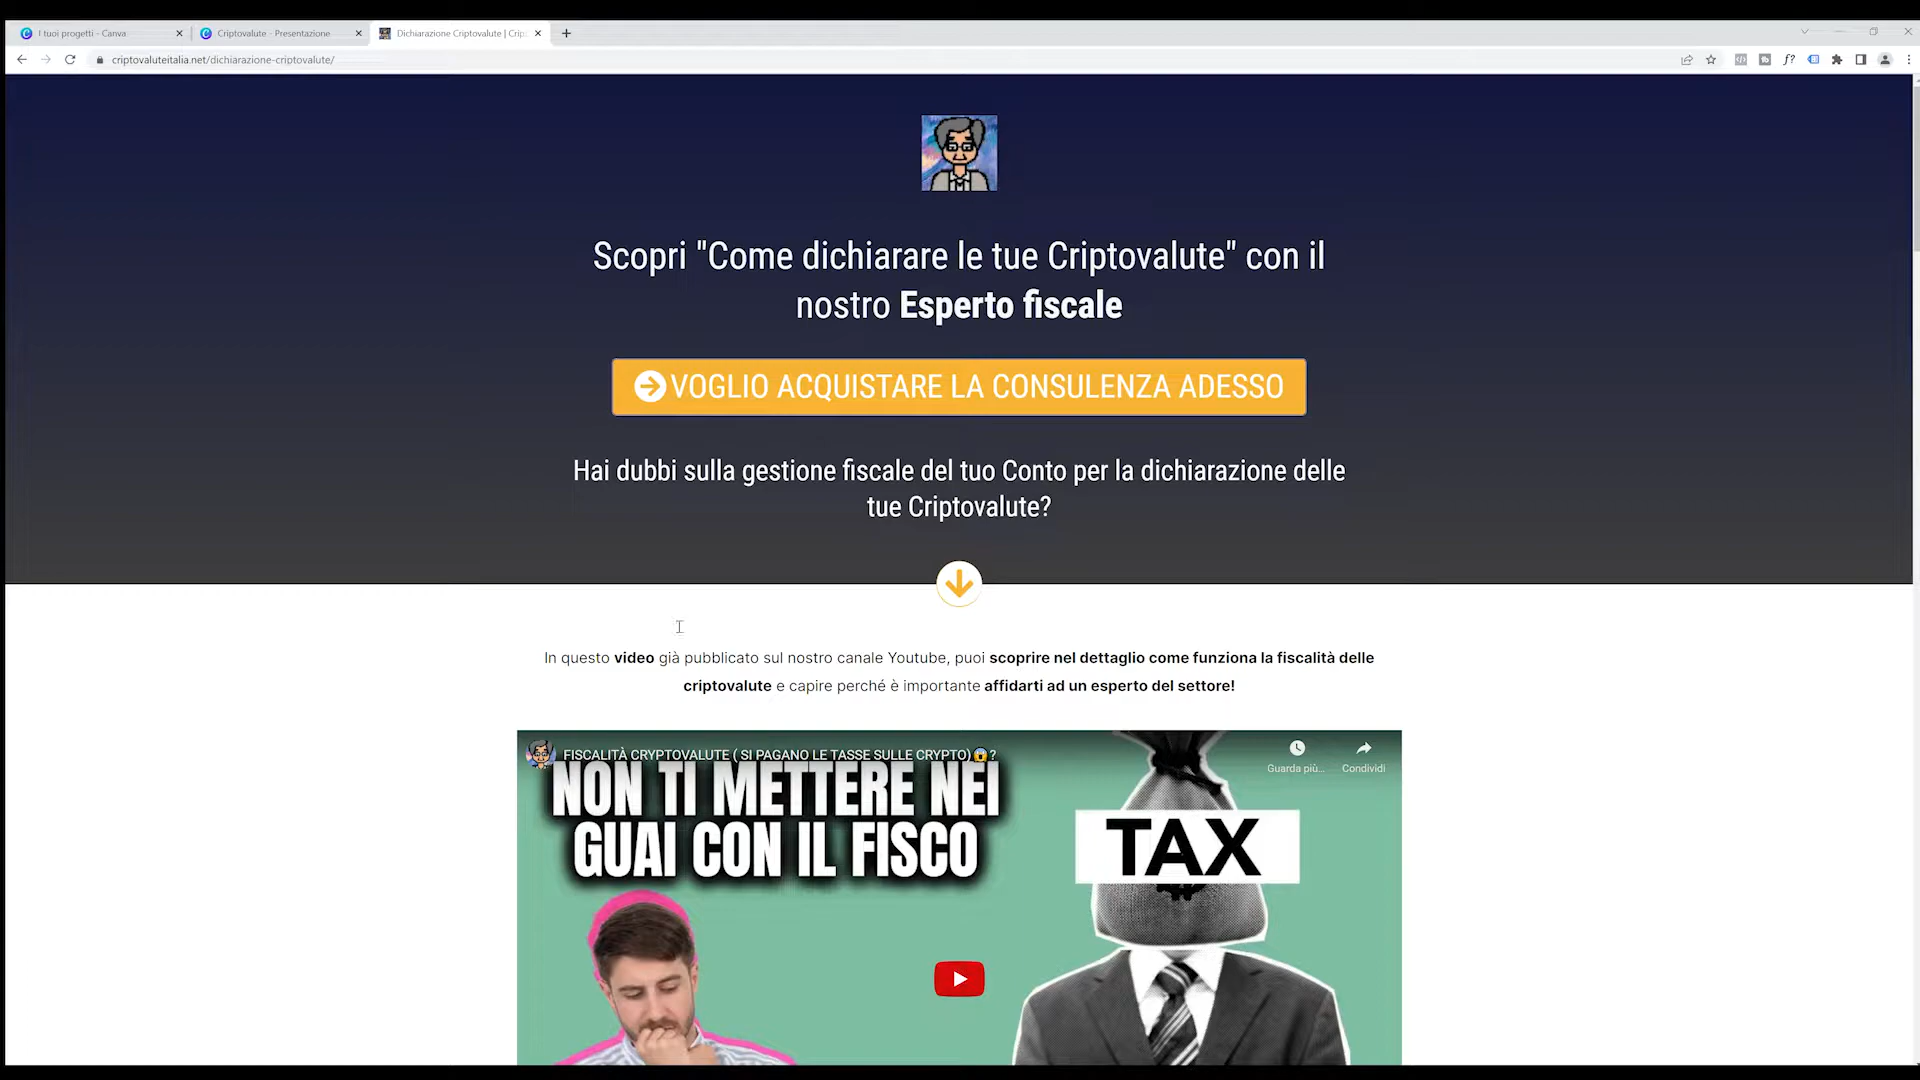 I tuoi progetti - Canva
Criptovalute - Presentazione
Dichiarazione Criptovalute | Crip
criptovaluteitalia.net/dichiarazione-criptovalute/
f?
Scopri "Come dichiarare le tue Criptovalute" con il
nostro Esperto fiscale
VOGLIO ACQUISTARE LA CONSULENZA ADESSO
Hai dubbi sulla gestione fiscale del tuo Conto per la dichiarazione delle
tue Criptovalute?
In questo video già pubblicato sul nostro canale Youtube, puoi scoprire nel dettaglio come funziona la fiscalità delle
criptovalute e capire perché è importante affidarti ad un esperto del settore!
FISCALITÀ CRYPTOVALUTE ( SI PAGANO LE TASSE SULLE CRYPTO)😱?
Guarda più...
Condividi
NON TI METTERE NEI
GUAI CON IL FISCO
TAX